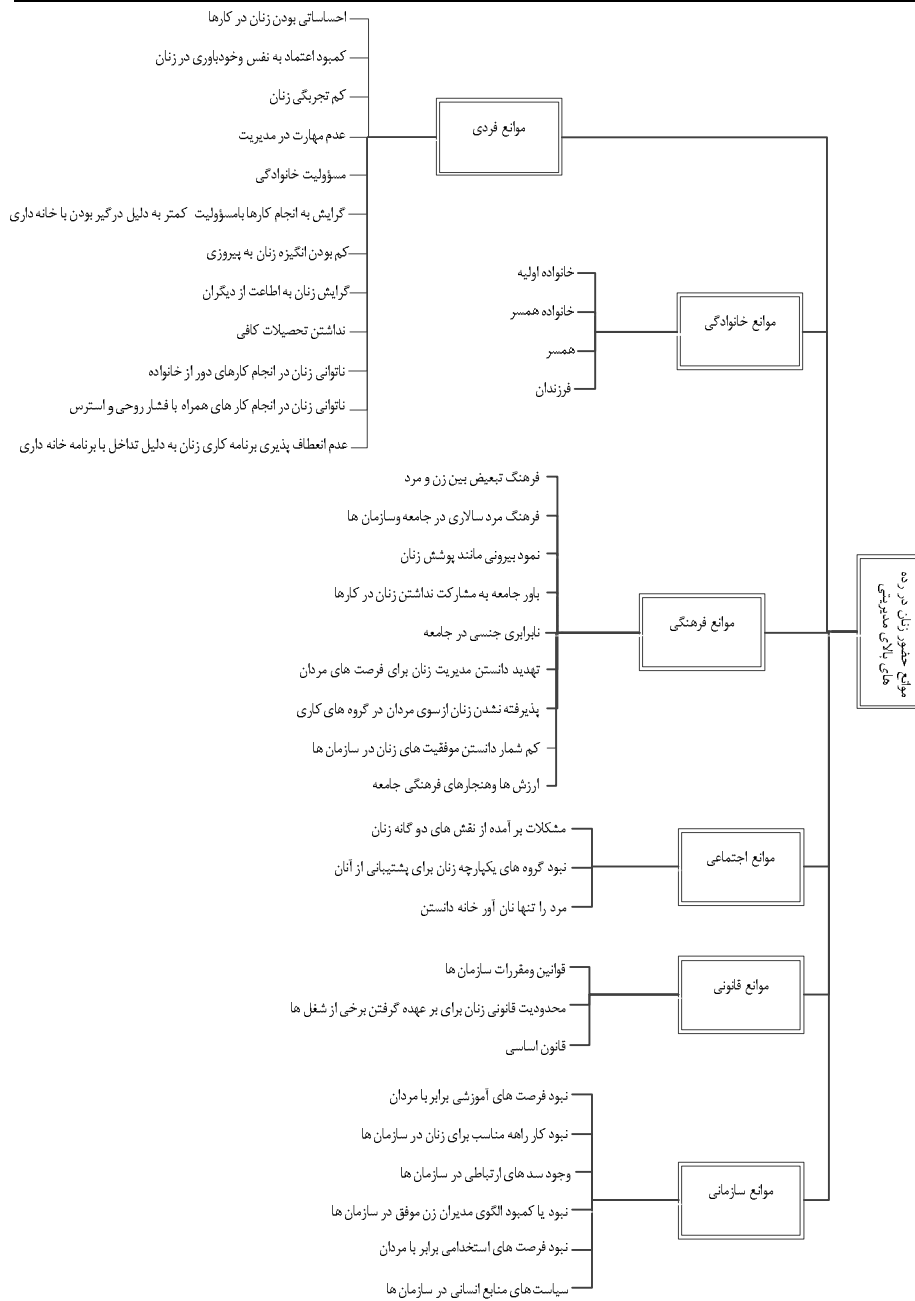 موانع حضور زنان در رده
های بالای مدیریتی
موانع فردی
احساساتی بودن زنان در کارها
کمبود اعتماد به نفس وخودباوری در زنان
کم تجربگی زنان
عدم مهارت در مدیریت
مسؤولیت خانوادگی
گرایش به انجام کارها بامسؤولیت کمتر به دلیل درگیر بودن با خانه داری
کم بودن انگیزه زنان به پیروزی
گرایش زنان به اطاعت از دیگران
نداشتن تحصیلات کافی
ناتوانی زنان در انجام کارهای دور از خانواده
ناتوانی زنان در انجام کار های همراه با فشار روحی و استرس
عدم انعطاف پذیری برنامه کاری زنان به دلیل تداخل با برنامه خانه داری
موانع خانوادگی
خانواده اولیه
خانواده همسر
همسر
فرزندان
موانع فرهنگی
فرهنگ تبعیض بین زن و مرد
فرهنگ مرد سالاری در جامعه وسازمان ها
نمود بیرونی مانند پوشش زنان
باور جامعه به مشارکت نداشتن زنان در کارها
نابرابری جنسی در جامعه
تهدید دانستن مدیریت زنان برای فرصت های مردان
پذیرفته نشدن زنان ازسوی مردان در گروه های کاری
کم شمار دانستن موفقیت های زنان در سازمان ها
ارزش ها وهنجارهای فرهنگی جامعه
موانع اجتماعی
مشکلات بر آمده از نقش های دو گانه زنان
نبود گروه های یکپارچه زنان برای پشتیبانی از آنان
مرد را تنها نان آور خانه دانستن
موانع قانونی
قوانین ومقررات سازمان ها
محدودیت قانونی زنان برای بر عهده گرفتن برخی از شغل ها
قانون اساسی
موانع سازمانی
نبود فرصت های آموزشی برابر با مردان
نبود کار راهه مناسب برای زنان در سازمان ها
وجود سد های ارتباطی در سازمان ها
نبود یا کمبود الگوی مدیران زن موفق در سازمان ها
نبود فرصت های استخدامی برابر با مردان
سیاست‌های منابع انسانی در سازمان ها